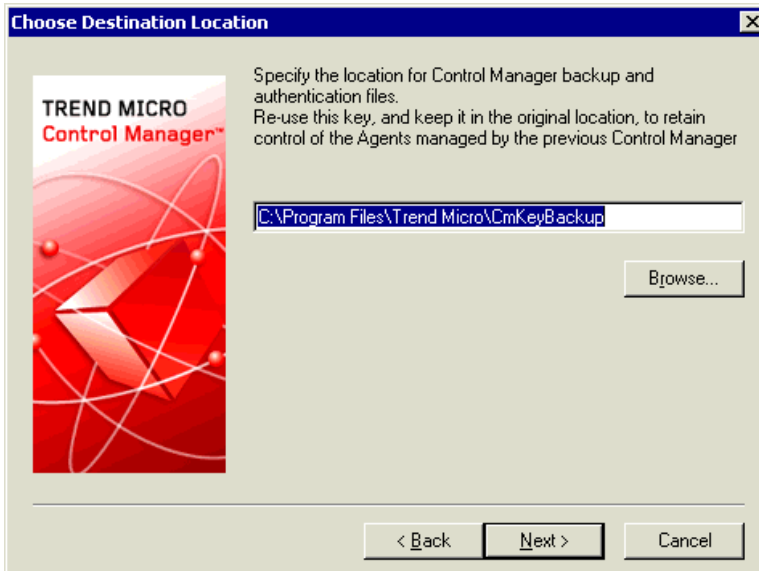 Choose Destination Location
TREND MICRO
Control Manager™
Specify the location for Control Manager backup and
authentication files.
Re-use this key, and keep it in the original location, to retain
control of the Agents managed by the previous Control Manager
C:\Program Files\Trend Micro\CmKeyBackup
Browse...
< Back
Next >
Cancel